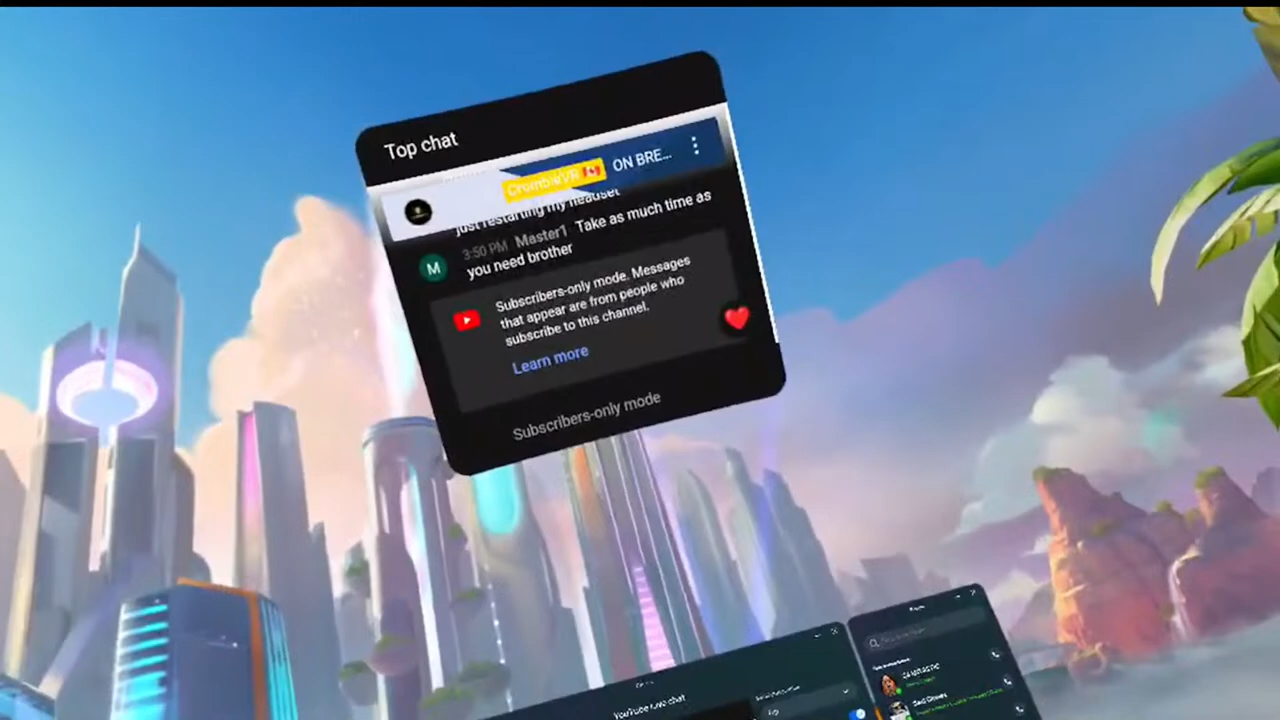 Top chat
CrombieVR 🇨🇦 ON BRE...
just restarting my headset
3:50 PM Master1 Take as much time as
you need brother
M
Subscribers-only mode. Messages
that appear are from people who
subscribe to this channel.
Learn more
Subscribers-only mode
YouTube Live chat